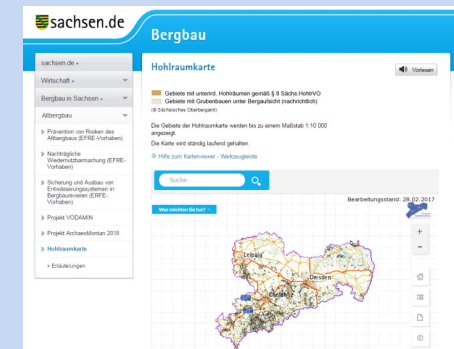 sachsen.de
Bergbau
sachsen.de
Wirtschaft
Bergbau in Sachsen
Altbergbau
Prävention von Risiken des
Altbergbaus (EFRE-Vorhaben)
Nachträgliche
Wiedernutzbarmachung (EFRE-
Vorhaben)
Sicherung und Ausbau von
Entwässerungssystemen in
Bergbaurevieren (ERFE-
Vorhaben)
Projekt VODAMIN
Projekt ArchaeoMontan 2018
Hohlraumkarte
Erläuterungen
Hohlraumkarte
Vorlesen
Gebiete mit unterird. Hohlräumen gemäß § 8 Sächs.HohlrVO
Gebiete mit Grubenbauen unter Bergaufsicht (nachrichtlich)
(© Sächsisches Oberbergamt)
Die Gebiete der Hohlraumkarte werden bis zu einem Maßstab 1:10 000
angezeigt.
Die Karte wird ständig laufend gehalten.
Hilfe zum Kartenviewer - Werkzeugleiste
Suche
Bearbeitungsstand: 28.02.2017
Was möchten Sie tun?
Leipzig
Dresden
Chemnitz